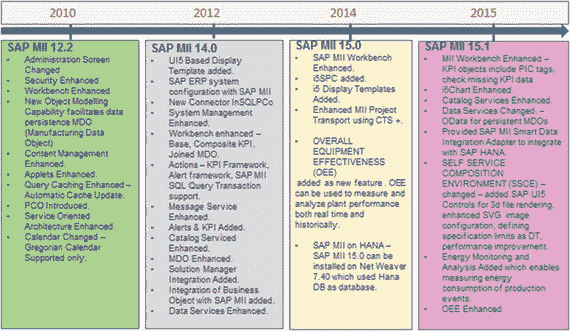 2010
2012
2014
2015
SAP MII 12.2
Administration Screen
Changed
Security Enhanced
Workbench Enhanced
New Object Modelling
Capability facilitates data
persistence MDO
(Manufacturing Data
Object)
Content Management
Enhanced.
Applets Enhanced.
Query Caching Enhanced –
Automatic Cache Update.
PCO Introduced.
Service Oriented
Architecture Enhanced.
Calendar Changed –
Gregorian Calendar
Supported only.
SAP MII 14.0
UI5 Based Display
Template added.
SAP ERP system
configuration with SAP MII
New Connector InSQLPCo
System Management
Enhanced.
Workbench enhanced –
Base, Composite KPI,
Joined MDO.
Actions – KPI Framework,
Alert framework, SAP MII
SQL Query Transaction
support.
Message Service
Enhanced.
Alerts & KPI Added.
Catalog Serviced
Enhanced.
MDO Enhanced.
Solution Manager
Integration Added.
Integration of Business
Object with SAP MII added.
Data Services Enhanced.
SAP MII 15.0
SAP MII Workbench
Enhanced.
i5SPC added.
i5 Display Templates
Added.
Enhanced MII Project
Transport using CTS +.
OVERALL
EQUIPMENT
EFFECTIVENESS
(OEE)
added as new feature . OEE
can be used to measure and
analyze plant performance
both real time and
historically.
SAP MII on HANA –
SAP MII 15.0 can be
installed on Net Weaver
7.40 which used Hana
DB as database.
SAP MII 15.1
MII Workbench Enhanced –
KPI objects include PIC tags,
check missing KPI data
i5Chart Enhanced.
Catalog Services Enhanced.
Data Services Changed. –
OData for persistent MDOs
Provided SAP MII Smart Data
Integration Adapter to integrate
with SAP HANA.
SELF SERVICE
COMPOSITION
ENVIRONMENT (SSCE) –
changed – added SAP UI5
Controls for 3d file rendering,
enhanced SVG image
configuration, defining
specification limits as DT,
performance improvement.
Energy Monitoring and
Analysis Added which enables
measuring energy
consumption of production
events.
OEE Enhanced